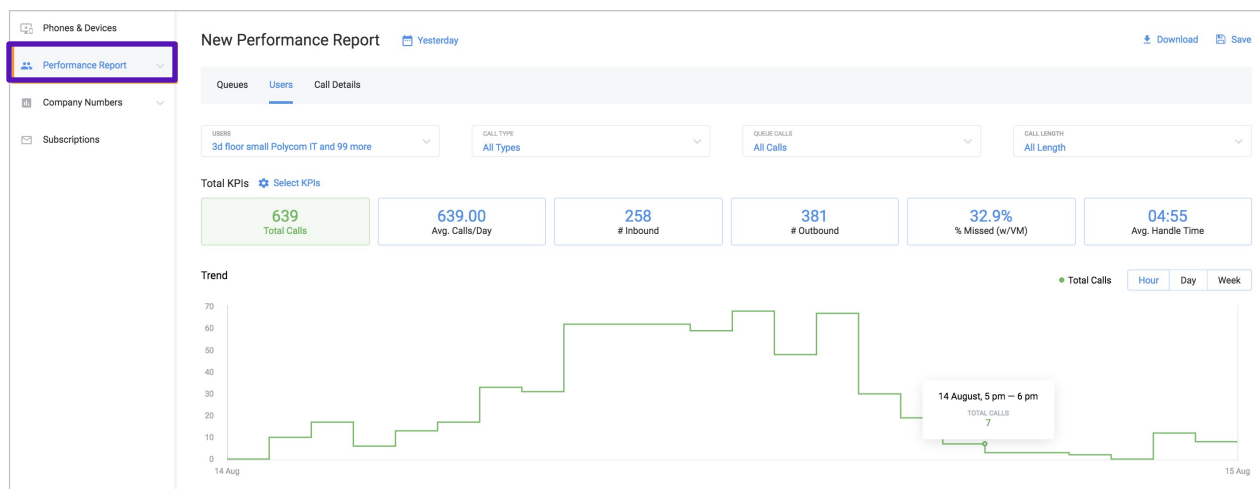 Phones & Devices
Performance Report
Company Numbers
Subscriptions
New Performance Report Yesterday Download Save
Queues Users Call Details
USERS CALL TYPE QUEUE CALLS CALL LENGTH
3d floor small Polycom IT and 99 more All Types All Calls All Length
Total KPIs Select KPIs
639 639.00 258 381 32.9% 04:55
Total Calls Avg. Calls/Day # Inbound # Outbound % Missed (w/VM) Avg. Handle Time
Trend Total Calls Hour Day Week
70
60
50
40
30
20
10
0
14 August, 5 pm — 6 pm
TOTAL CALLS
7
14 Aug 15 Aug